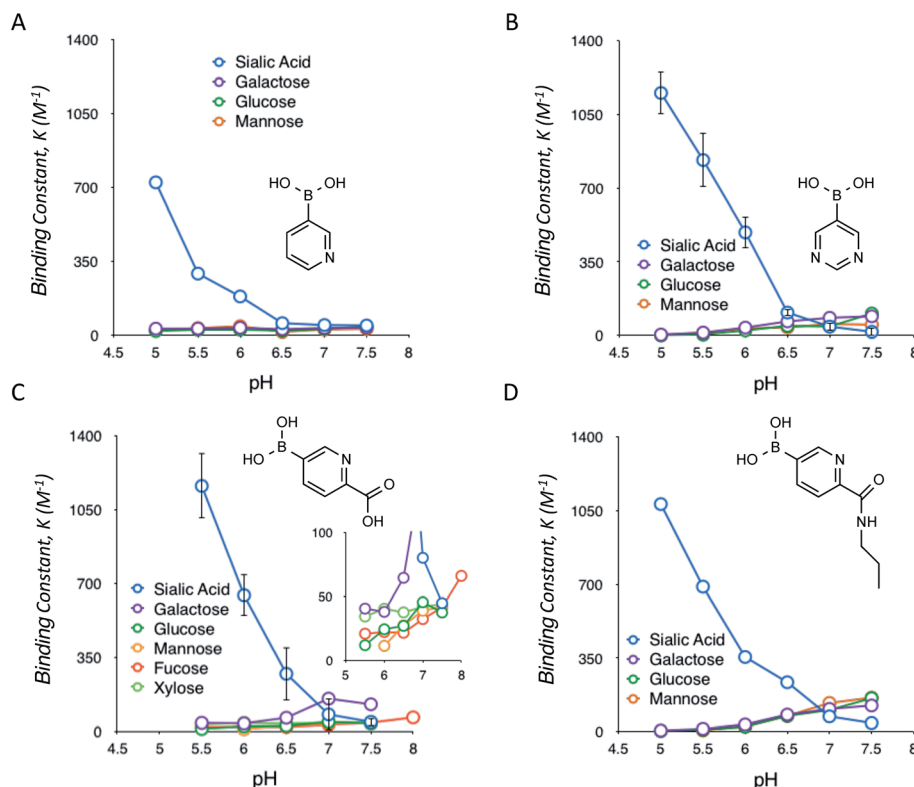 A
Binding Constant, K (M⁻¹)
1400
1050
700
350
0
Sialic Acid
Galactose
Glucose
Mannose
HO
OH
B
N
4.5 5 5.5 6 6.5 7 7.5 8
pH
B
Binding Constant, K (M⁻¹)
1400
1050
700
350
0
HO
OH
B
N
N
Sialic Acid
Galactose
Glucose
Mannose
4.5 5 5.5 6 6.5 7 7.5 8
pH
C
Binding Constant, K (M⁻¹)
1400
1050
700
350
0
OH
B
HO
N
O
OH
100
50
0
5 6 7 8
Sialic Acid
Galactose
Glucose
Mannose
Fucose
Xylose
4.5 5 5.5 6 6.5 7 7.5 8
pH
D
Binding Constant, K (M⁻¹)
1400
1050
700
350
0
OH
B
HO
N
O
NH
Sialic Acid
Galactose
Glucose
Mannose
4.5 5 5.5 6 6.5 7 7.5 8
pH